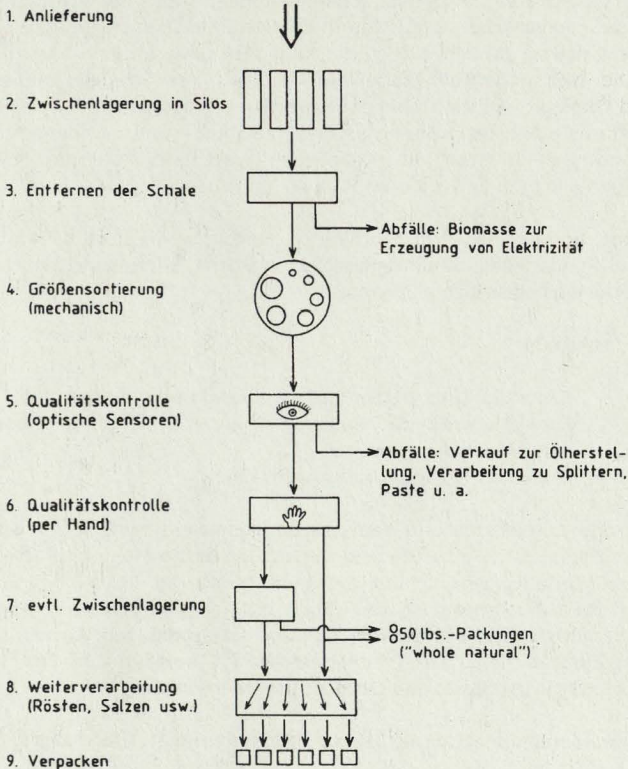 1. Anlieferung
2. Zwischenlagerung in Silos
3. Entfernen der Schale
Abfälle: Biomasse zur
Erzeugung von Elektrizität
4. Größensortierung
(mechanisch)
5. Qualitätskontrolle
(optische Sensoren)
Abfälle: Verkauf zur Ölherstel-
lung, Verarbeitung zu Splittern,
Paste u. a.
6. Qualitätskontrolle
(per Hand)
7. evtl. Zwischenlagerung
50 lbs.-Packungen
("whole natural")
8. Weiterverarbeitung
(Rösten, Salzen usw.)
9. Verpacken